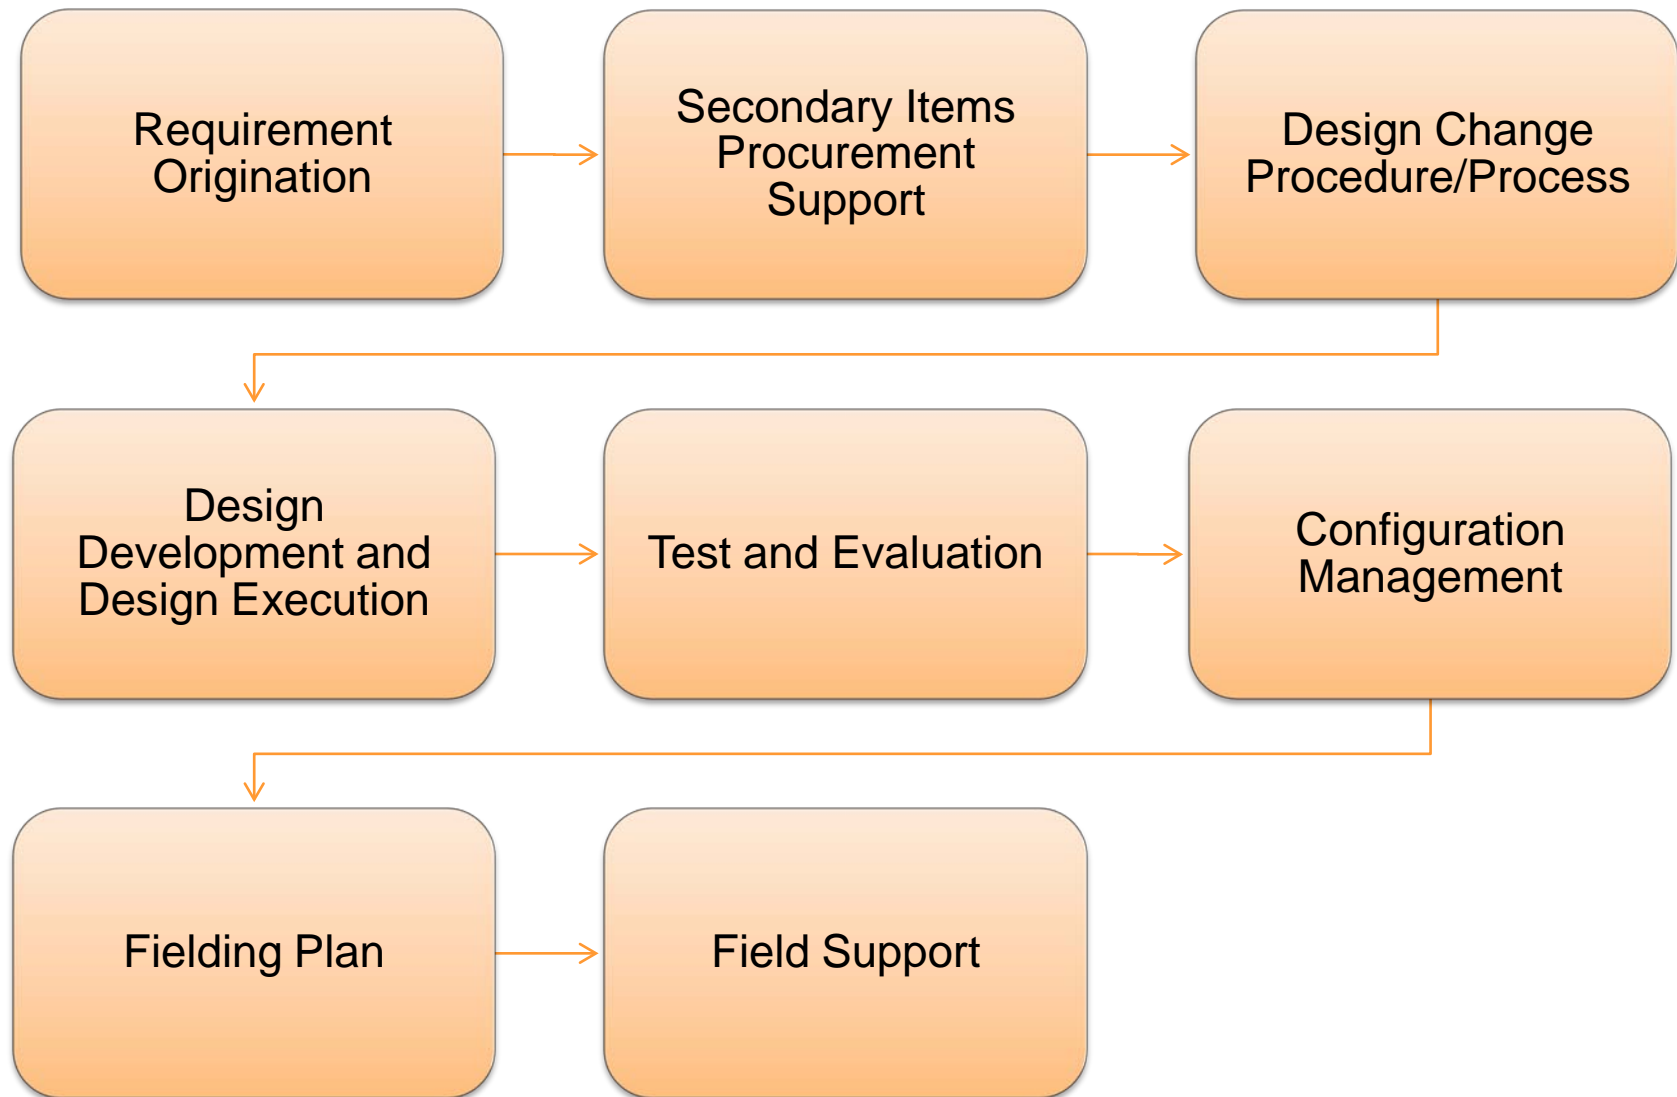 Requirement
Origination
Secondary Items
Procurement
Support
Design Change
Procedure/Process
Design
Development and
Design Execution
Test and Evaluation
Configuration
Management
Fielding Plan
Field Support